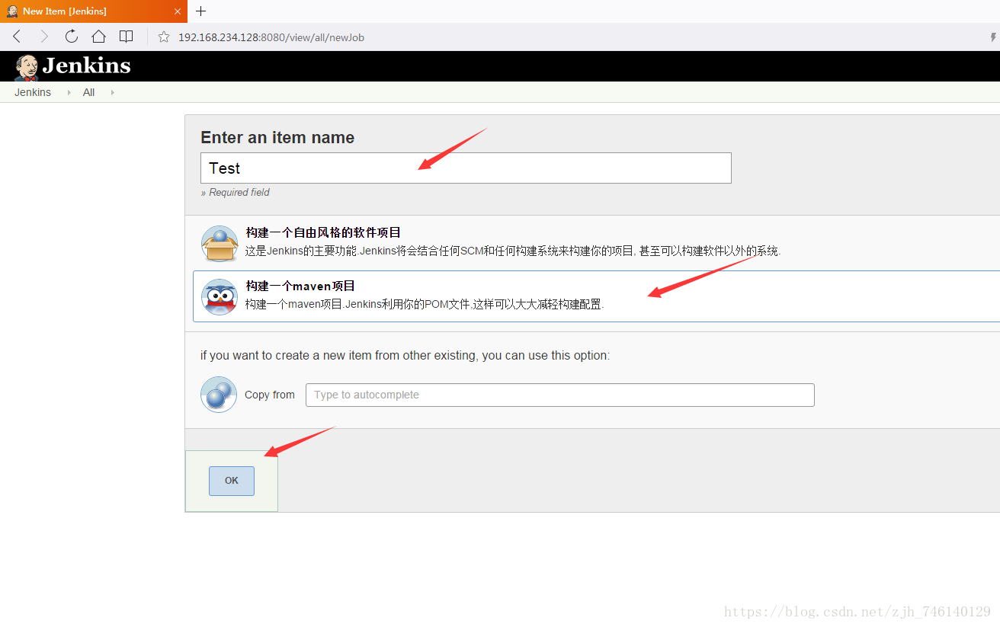 New Item [Jenkins]
192.168.234.128:8080/view/all/newJob
Jenkins
Jenkins
All
Enter an item name
Test
» Required field
构建一个自由风格的软件项目
这是Jenkins的主要功能.Jenkins将会结合任何SCM和任何构建系统来构建你的项目, 甚至可以构建软件以外的系统.
构建一个maven项目
构建一个maven项目.Jenkins利用你的POM文件,这样可以大大减轻构建配置.
if you want to create a new item from other existing, you can use this option:
Copy from
Type to autocomplete
OK
https://blog.csdn.net/zjh_746140129